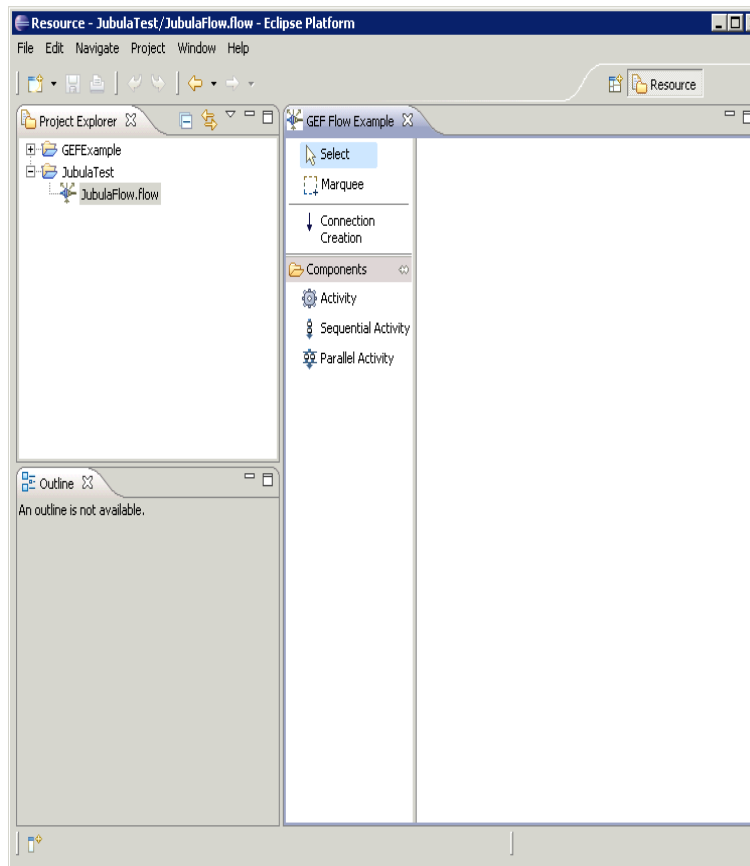 Resource - JubulaTest/JubulaFlow.flow - Eclipse Platform
File Edit Navigate Project Window Help
Resource
Project Explorer
GEFExample
JubulaTest
JubulaFlow.flow
GEF Flow Example
Select
Marquee
Connection
Creation
Components
Activity
Sequential Activity
Parallel Activity
Outline
An outline is not available.